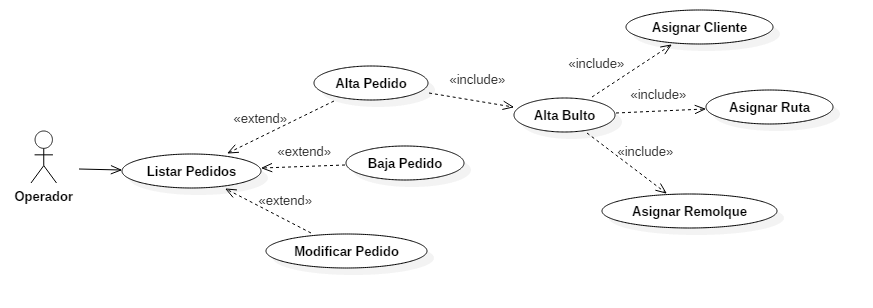 Asignar Cliente
«include»
Alta Pedido
«include»
«include»
Asignar Ruta
Alta Bulto
«extend»
«extend»
«include»
Baja Pedido
Listar Pedidos
Operador
«extend»
Asignar Remolque
Modificar Pedido